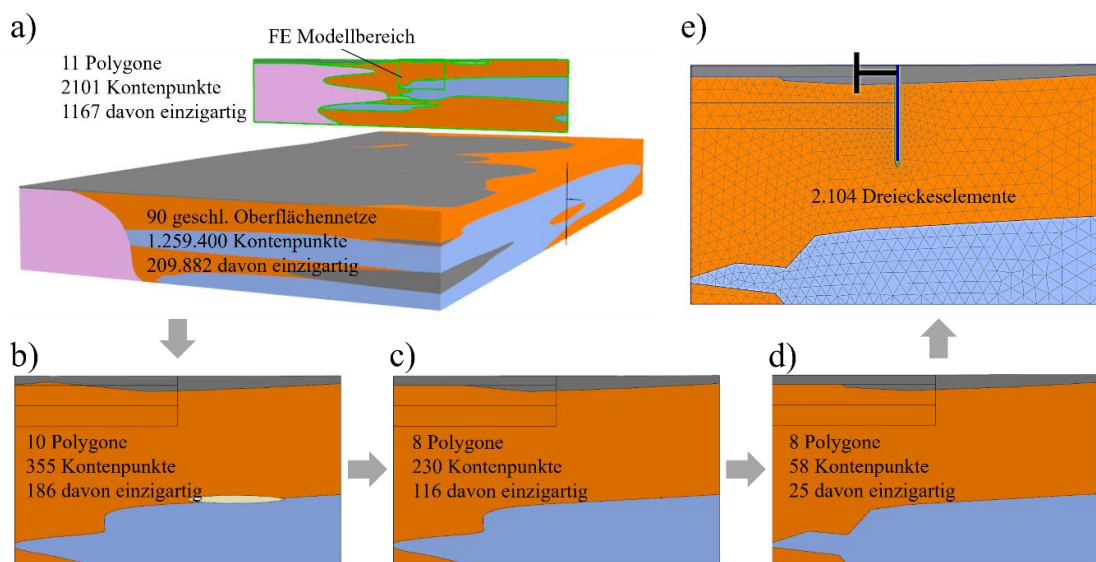 a)
FE Modellbereich
11 Polygone
2101 Kontenpunkte
1167 davon einzigartig
90 geschl. Oberflächennetze
1.259.400 Kontenpunkte
209.882 davon einzigartig
e)
2.104 Dreieckeselemente
b)
10 Polygone
355 Kontenpunkte
186 davon einzigartig
c)
8 Polygone
230 Kontenpunkte
116 davon einzigartig
d)
8 Polygone
58 Kontenpunkte
25 davon einzigartig